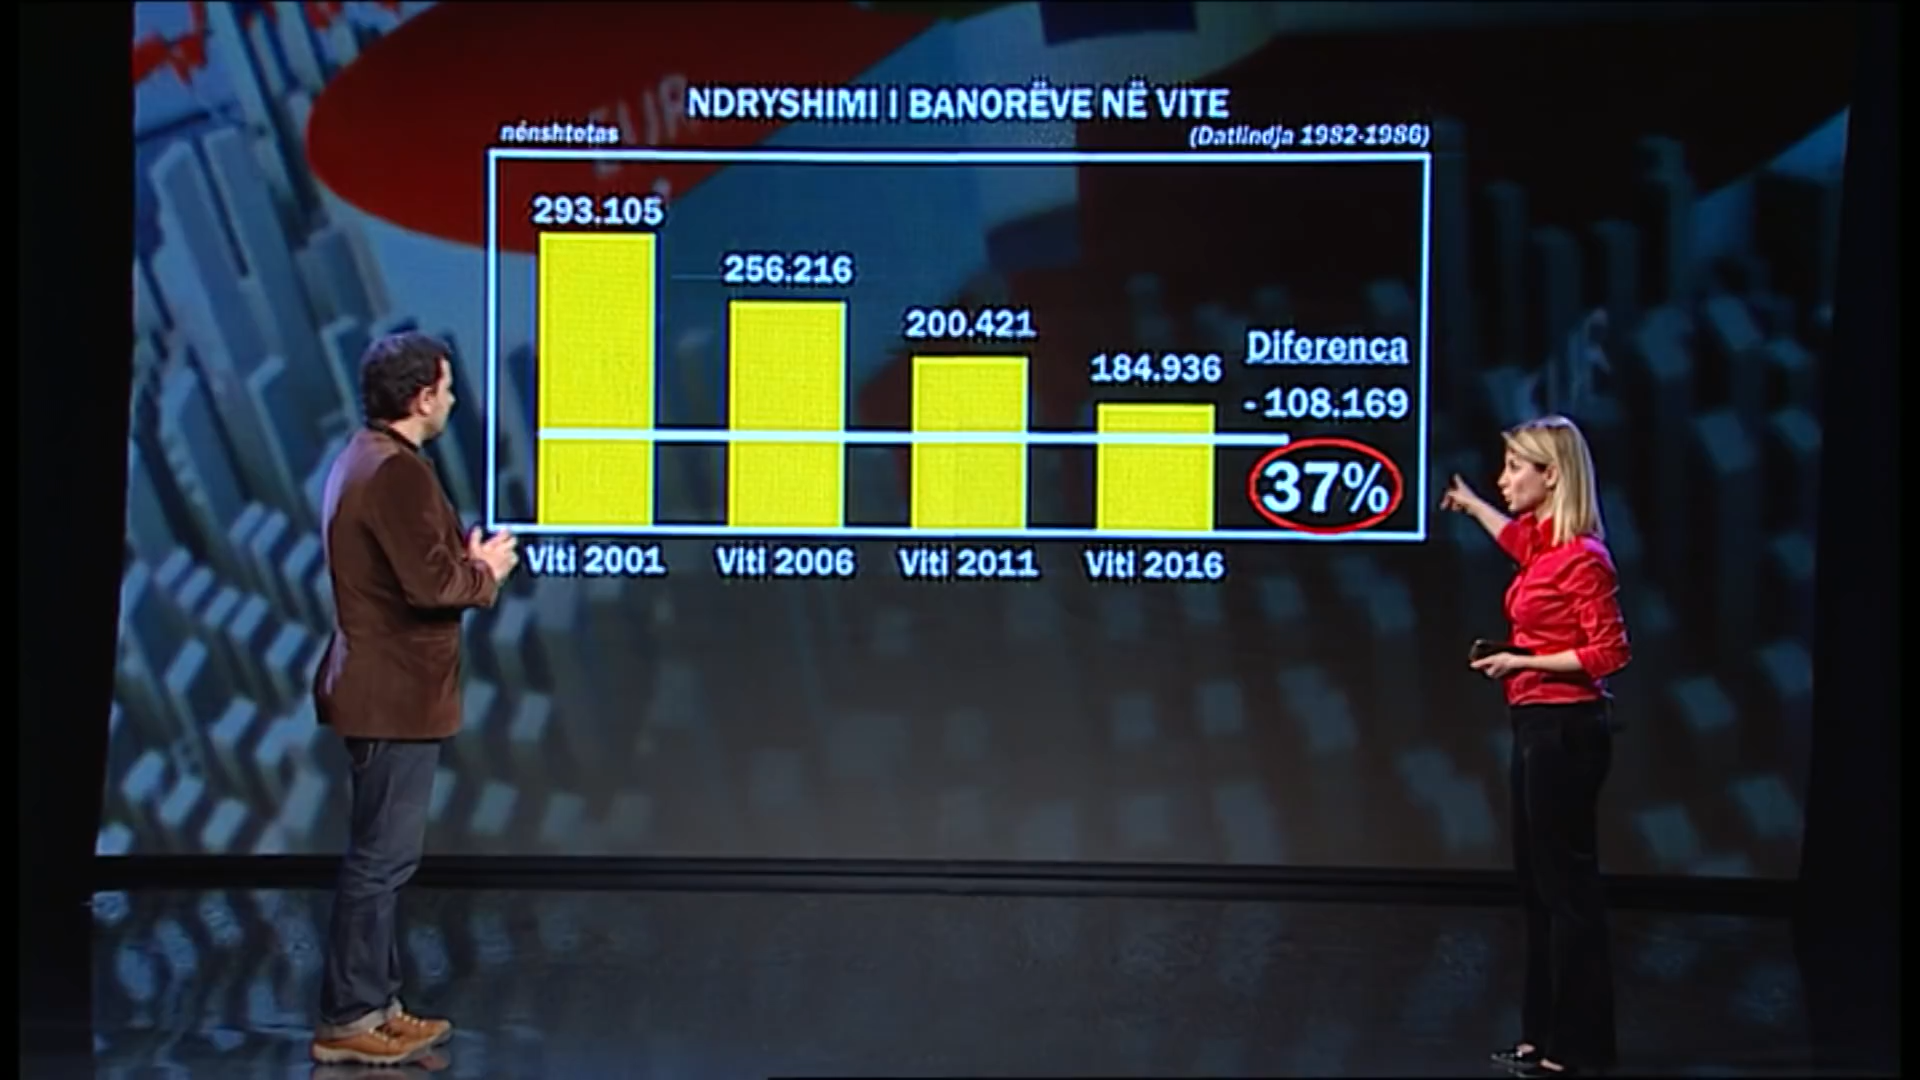 NDRYSHIMI I BANORËVE NË VITE
nënshtetas
(Datlindja 1982-1986)
293.105
256.216
200.421
184.936
Diferenca
- 108.169
37%
Viti 2001
Viti 2006
Viti 2011
Viti 2016